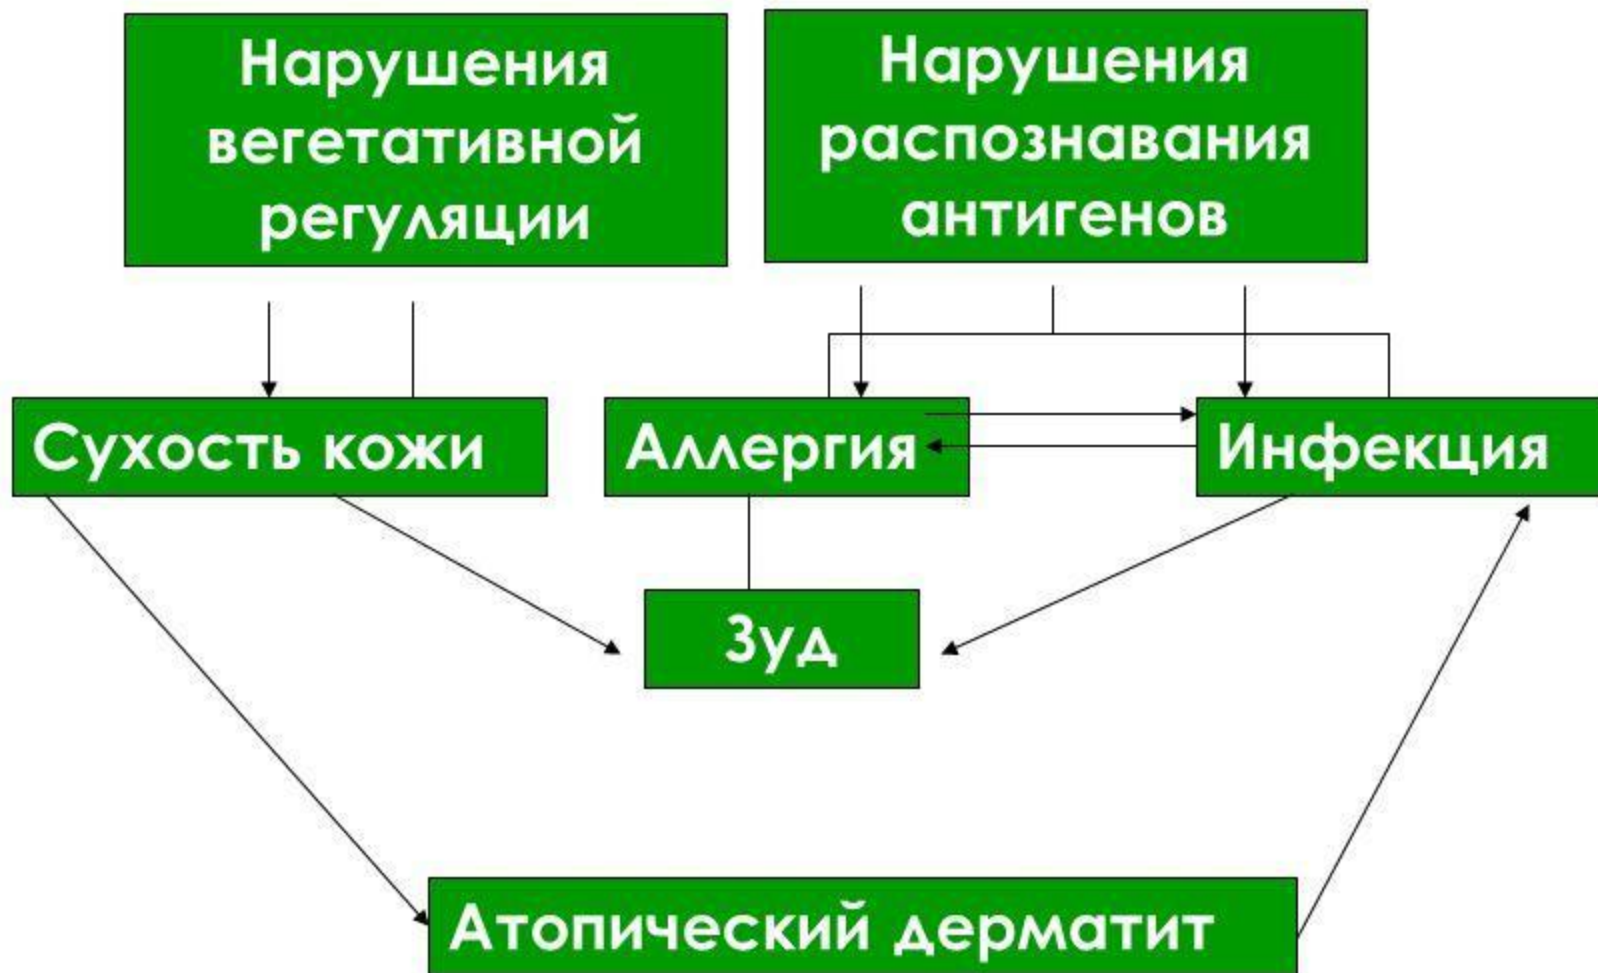 Нарушения
вегетативной
регуляции
Нарушения
распознавания
антигенов
Сухость кожи
Аллергия
Инфекция
Зуд
Атопический дерматит